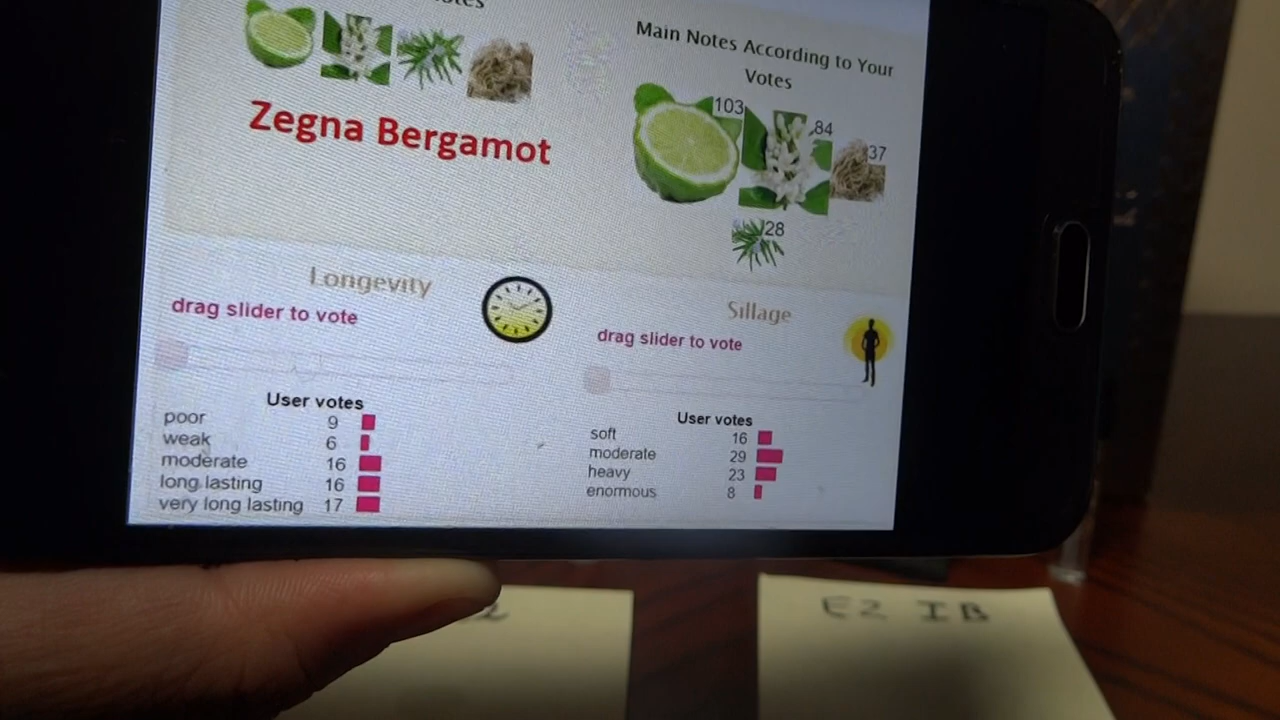 Main Notes According to Your
Votes
103
84
37
28
Zegna Bergamot
Longevity
drag slider to vote
User votes
poor 9
weak 6
moderate 16
long lasting 16
very long lasting 17
Sillage
drag slider to vote
User votes
soft 16
moderate 29
heavy 23
enormous 8
EZ IB